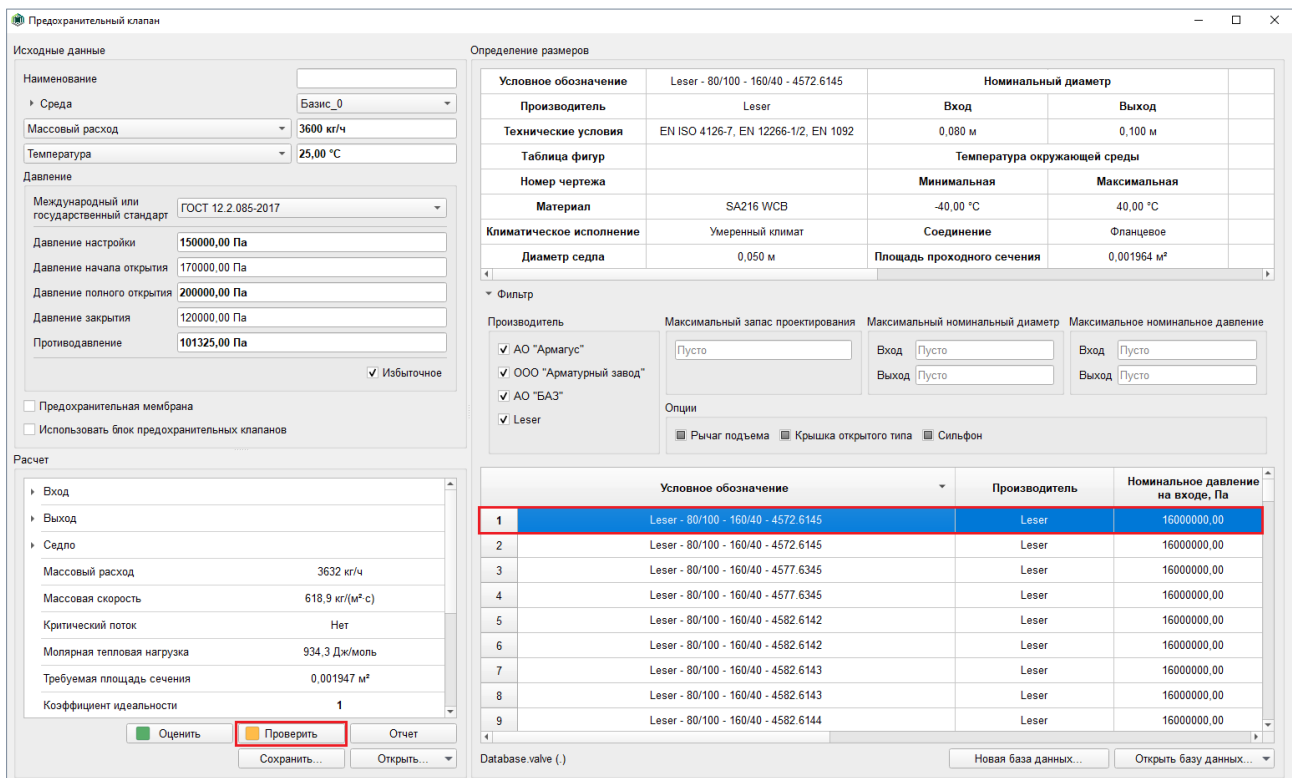 Предохранительный клапан
Исходные данные
Наименование
Среда Базис_0
Массовый расход 3600 кг/ч
Температура 25,00 °C
Давление
Международный или
государственный стандарт ГОСТ 12.2.085-2017
Давление настройки 150000,00 Па
Давление начала открытия 170000,00 Па
Давление полного открытия 200000,00 Па
Давление закрытия 120000,00 Па
Противодавление 101325,00 Па
Избыточное
Предохранительная мембрана
Использовать блок предохранительных клапанов
Расчет
Вход
Выход
Седло
Массовый расход 3632 кг/ч
Массовая скорость 618,9 кг/(м²·с)
Критический поток Нет
Молярная тепловая нагрузка 934,3 Дж/моль
Требуемая площадь сечения 0,001947 м²
Коэффициент идеальности 1
Оценить Проверить Отчет
Сохранить... Открыть...
Определение размеров
Условное обозначение Leser - 80/100 - 160/40 - 4572.6145 Номинальный диаметр
Производитель Leser Вход Выход
Технические условия EN ISO 4126-7, EN 12266-1/2, EN 1092 0,080 м 0,100 м
Таблица фигур Температура окружающей среды
Номер чертежа Минимальная Максимальная
Материал SA216 WCB -40,00 °C 40,00 °C
Климатическое исполнение Умеренный климат Соединение Фланцевое
Диаметр седла 0,050 м Площадь проходного сечения 0,001964 м²
Фильтр
Производитель Максимальный запас проектирования Максимальный номинальный диаметр Максимальное номинальное давление
АО "Армагус" Пусто Вход Пусто Вход Пусто
ООО "Арматурный завод" Выход Пусто Выход Пусто
АО "БАЗ"
Leser
Опции
Рычаг подъема Крышка открытого типа Сильфон
Условное обозначение Производитель Номинальное давление
на входе, Па
1 Leser - 80/100 - 160/40 - 4572.6145 Leser 16000000,00
2 Leser - 80/100 - 160/40 - 4572.6145 Leser 16000000,00
3 Leser - 80/100 - 160/40 - 4577.6345 Leser 16000000,00
4 Leser - 80/100 - 160/40 - 4577.6345 Leser 16000000,00
5 Leser - 80/100 - 160/40 - 4582.6142 Leser 16000000,00
6 Leser - 80/100 - 160/40 - 4582.6142 Leser 16000000,00
7 Leser - 80/100 - 160/40 - 4582.6143 Leser 16000000,00
8 Leser - 80/100 - 160/40 - 4582.6143 Leser 16000000,00
9 Leser - 80/100 - 160/40 - 4582.6144 Leser 16000000,00
Database.valve (.) Новая база данных... Открыть базу данных...